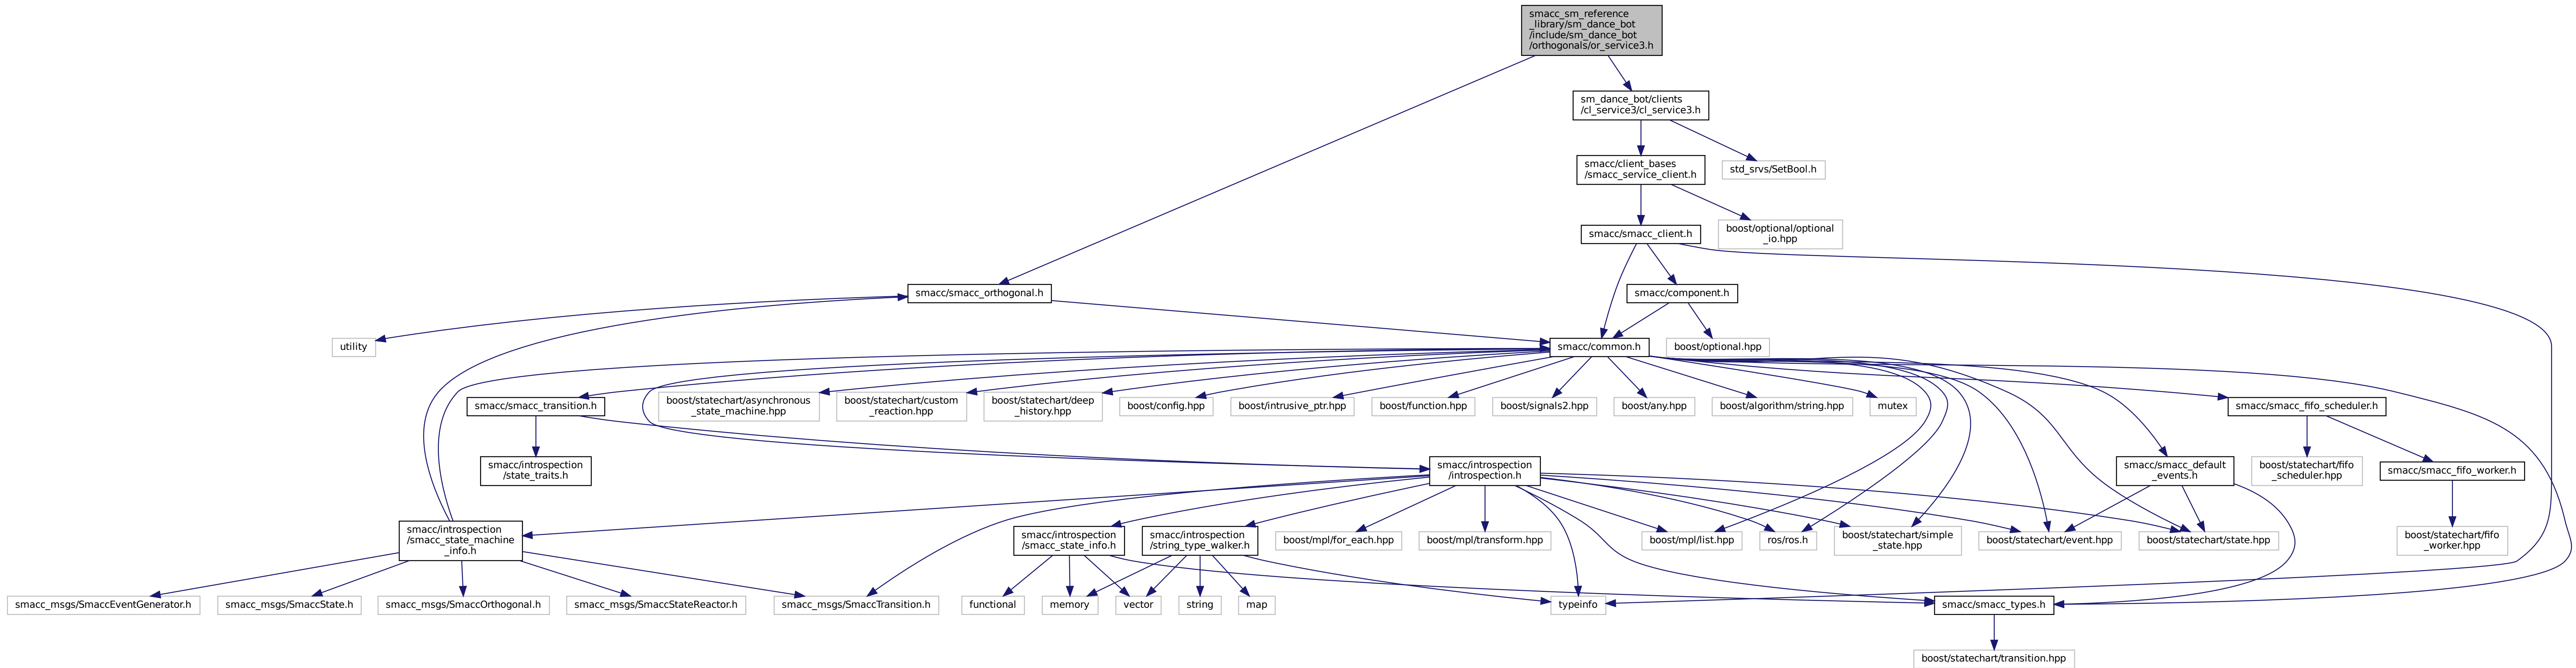 smacc_sm_reference
_library/sm_dance_bot
/include/sm_dance_bot
/orthogonals/or_service3.h
sm_dance_bot/clients
/cl_service3/cl_service3.h
smacc/client_bases
/smacc_service_client.h
std_srvs/SetBool.h
smacc/smacc_client.h
boost/optional/optional
_io.hpp
smacc/smacc_orthogonal.h
smacc/component.h
utility
smacc/common.h
boost/optional.hpp
smacc/smacc_transition.h
boost/statechart/asynchronous
_state_machine.hpp
boost/statechart/custom
_reaction.hpp
boost/statechart/deep
_history.hpp
boost/config.hpp
boost/intrusive_ptr.hpp
boost/function.hpp
boost/signals2.hpp
boost/any.hpp
boost/algorithm/string.hpp
mutex
smacc/smacc_fifo_scheduler.h
smacc/introspection
/state_traits.h
smacc/introspection
/introspection.h
smacc/smacc_default
_events.h
boost/statechart/fifo
_scheduler.hpp
smacc/smacc_fifo_worker.h
smacc/introspection
/smacc_state_machine
_info.h
smacc/introspection
/smacc_state_info.h
smacc/introspection
/string_type_walker.h
boost/mpl/for_each.hpp
boost/mpl/transform.hpp
boost/mpl/list.hpp
ros/ros.h
boost/statechart/simple
_state.hpp
boost/statechart/event.hpp
boost/statechart/state.hpp
boost/statechart/fifo
_worker.hpp
smacc_msgs/SmaccEventGenerator.h
smacc_msgs/SmaccState.h
smacc_msgs/SmaccOrthogonal.h
smacc_msgs/SmaccStateReactor.h
smacc_msgs/SmaccTransition.h
functional
memory
vector
string
map
typeinfo
smacc/smacc_types.h
boost/statechart/transition.hpp